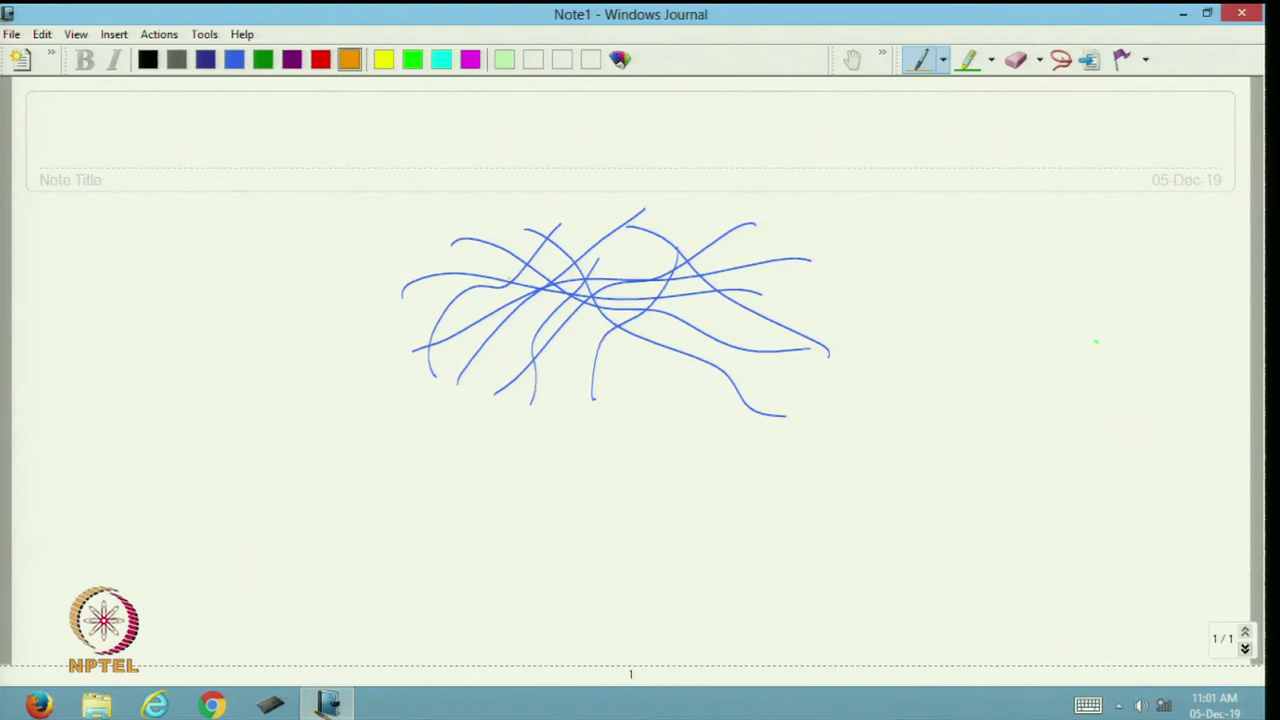 Note1 - Windows Journal
File Edit View Insert Actions Tools Help
B I
Note Title
05-Dec-19
1 / 1
NPTEL
1
11:01 AM
05-Dec-19